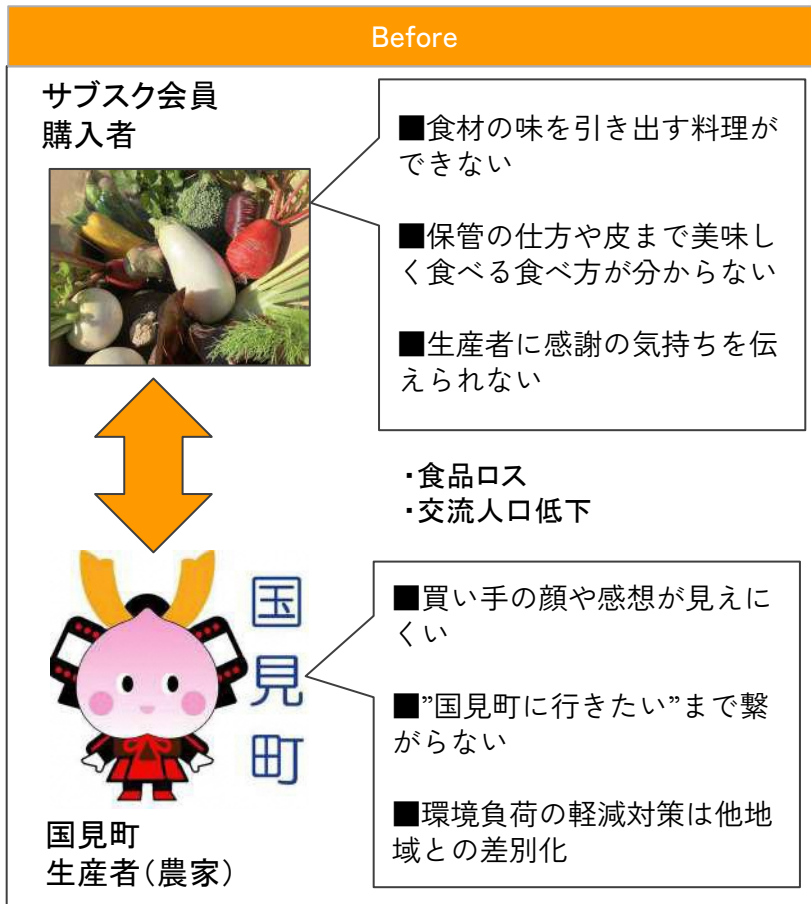 Before
サブスク会員
購入者
■食材の味を引き出す料理が
できない
■保管の仕方や皮まで美味し
く食べる食べ方が分からない
■生産者に感謝の気持ちを伝
えられない
・食品ロス
・交流人口低下
国見町
■買い手の顔や感想が見えに
くい
■”国見町に行きたい”まで繋
がらない
■環境負荷の軽減対策は他地
域との差別化
国見町
生産者（農家）